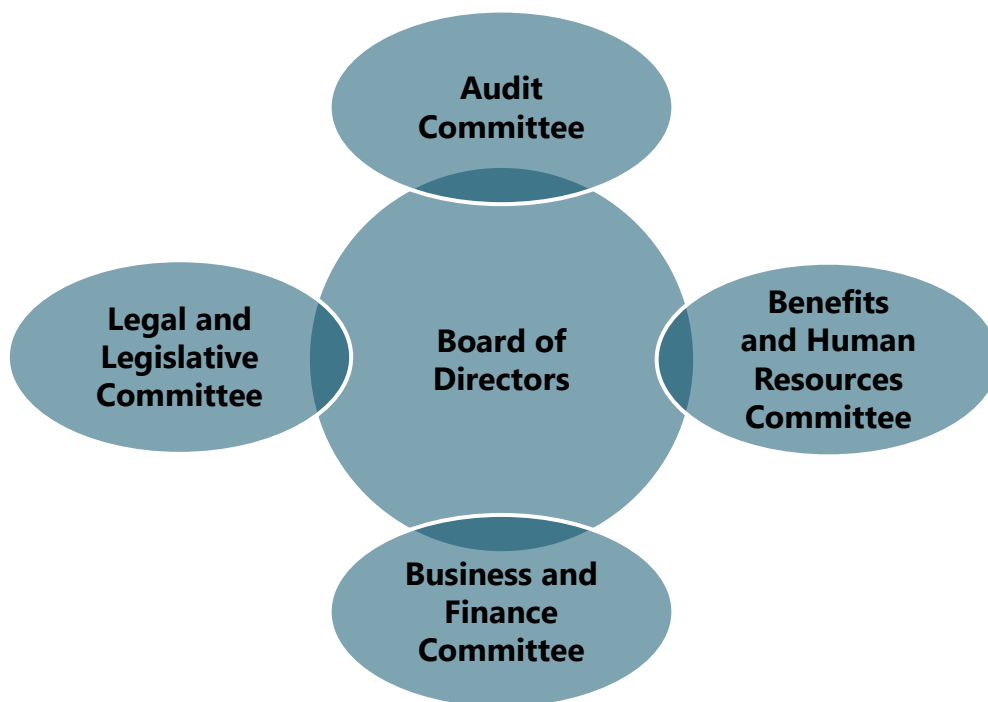 Audit
Committee
Legal and
Legislative
Committee
Board of
Directors
Benefits
and Human
Resources
Committee
Business and
Finance
Committee